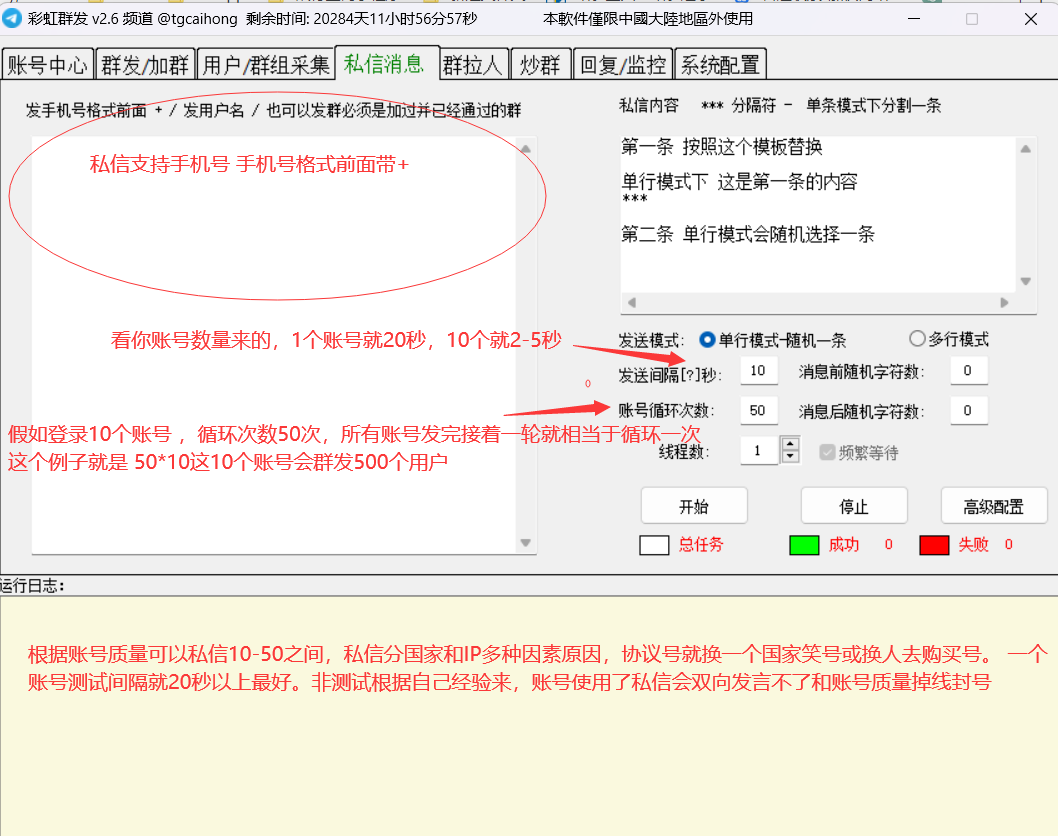 彩虹群发 v2.6 频道 @tgcaihong 剩余时间: 20284天11小时56分57秒 本軟件僅限中國大陸地區外使用
账号中心 群发/加群 用户/群组采集 私信消息 群拉人 炒群 回复/监控 系统配置
发手机号格式前面 + / 发用户名 / 也可以发群必须是加过并已经通过的群
私信支持手机号 手机号格式前面带+
私信内容 *** 分隔符 - 单条模式下分割一条
第一条 按照这个模板替换
单行模式下 这是第一条的内容
***
第二条 单行模式会随机选择一条
看你账号数量来的，1个账号就20秒，10个就2-5秒
发送模式: 单行模式-随机一条 多行模式
发送间隔[?]秒: 10 消息前随机字符数: 0
0
账号循环次数: 50 消息后随机字符数: 0
假如登录10个账号 ，循环次数50次，所有账号发完接着一轮就相当于循环一次
这个例子就是 50*10这10个账号会群发500个用户
线程数: 1 频繁等待
开始 停止 高级配置
总任务 成功 0 失败 0
运行日志:
根据账号质量可以私信10-50之间，私信分国家和IP多种因素原因，协议号就换一个国家笑号或换人去购买号。 一个
账号测试间隔就20秒以上最好。非测试根据自己经验来，账号使用了私信会双向发言不了和账号质量掉线封号